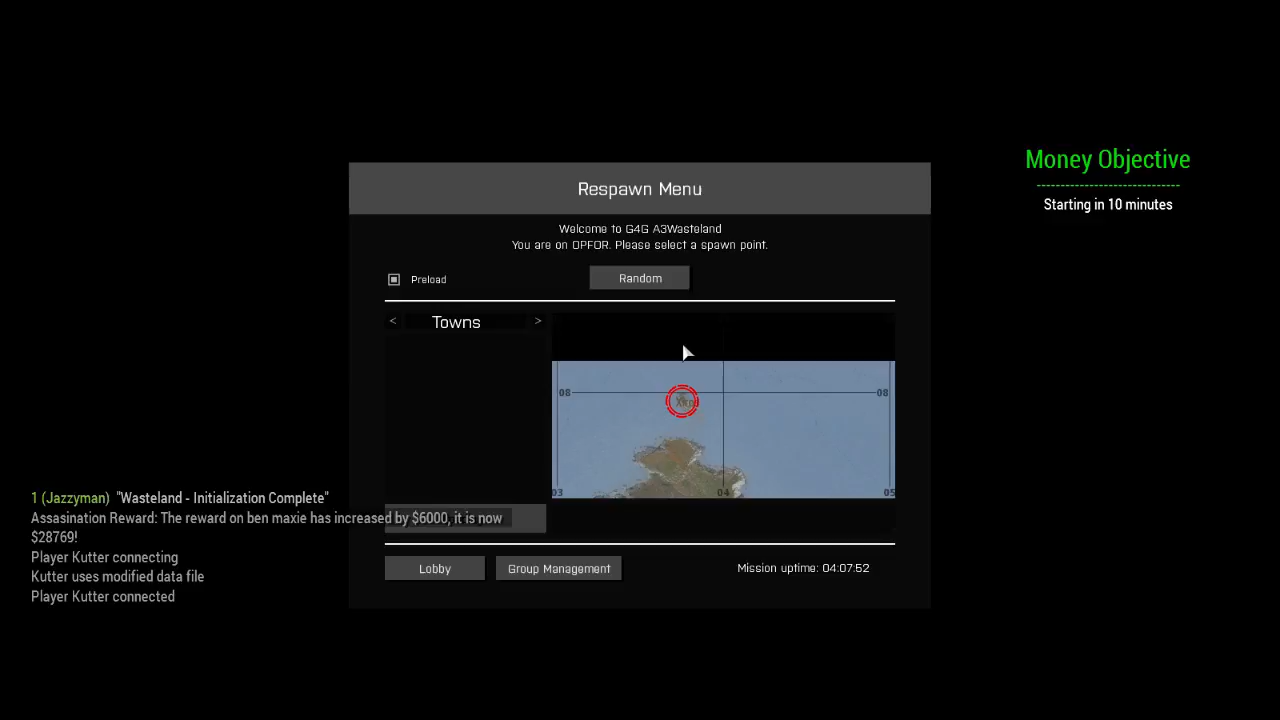 Money Objective
------------------------------
Starting in 10 minutes
Respawn Menu
Welcome to G4G A3Wasteland
You are on OPFOR. Please select a spawn point.
Preload
Random
< Towns >
08 08
03 04 05
1 (Jazzyman) "Wasteland - Initialization Complete"
Assasination Reward: The reward on ben maxie has increased by $6000, it is now
$28769!
Player Kutter connecting
Kutter uses modified data file
Player Kutter connected
Lobby
Group Management
Mission uptime: 04:07:52